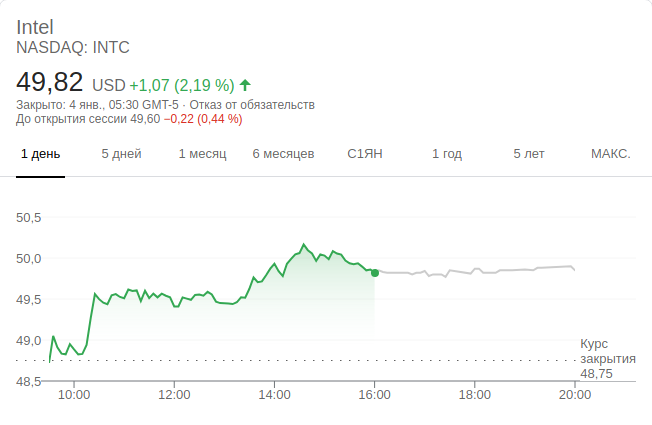 Intel
NASDAQ: INTC
49,82 USD +1,07 (2,19 %)
Закрыто: 4 янв., 05:30 GMT-5 · Отказ от обязательств
До открытия сессии 49,60 −0,22 (0,44 %)
1 день 5 дней 1 месяц 6 месяцев С1ЯН 1 год 5 лет МАКС.
50,5
50,0
49,5
49,0
Курс
закрытия
48,75
48,5
10:00 12:00 14:00 16:00 18:00 20:00